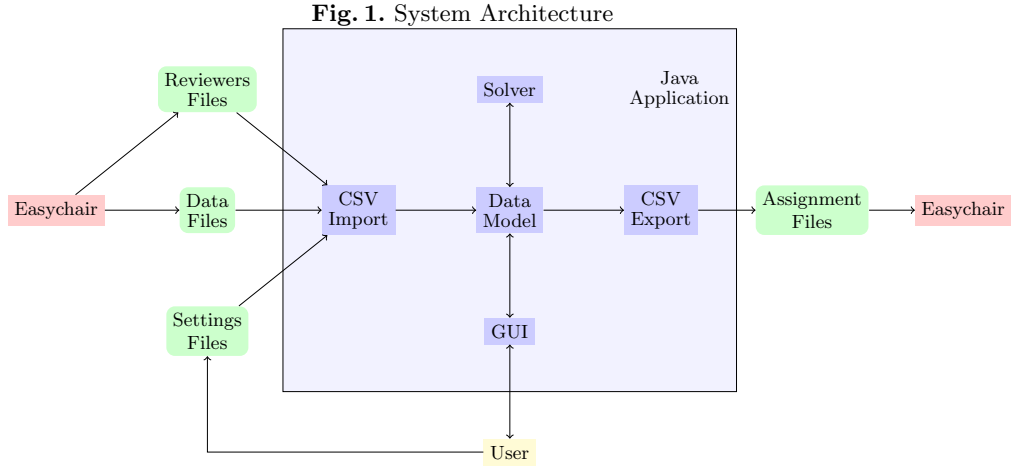 Fig. 1. System Architecture
Reviewers
Files
Solver
Java
Application
Easychair
Data
Files
CSV
Import
Data
Model
CSV
Export
Assignment
Files
Easychair
Settings
Files
GUI
User